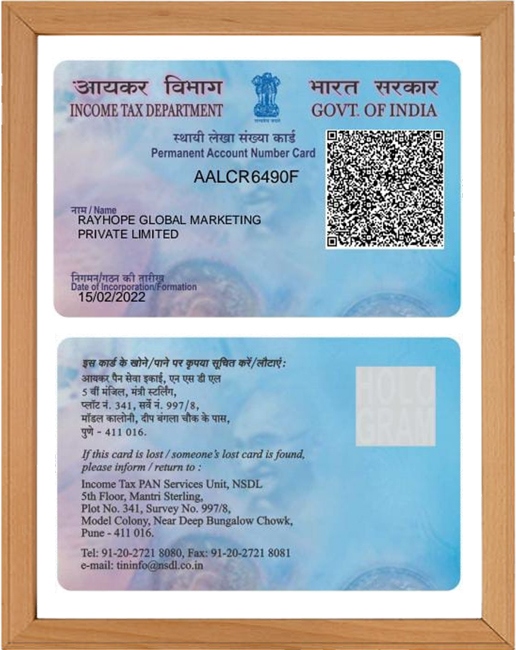 आयकर विभाग
INCOME TAX DEPARTMENT
भारत सरकार
GOVT. OF INDIA
सत्यमेव जयते
स्थायी लेखा संख्या कार्ड
Permanent Account Number Card
AALCR6490F
नाम / Name
RAYHOPE GLOBAL MARKETING
PRIVATE LIMITED
निगमन/गठन की तारीख
Date of Incorporation/Formation
15/02/2022
इस कार्ड के खोने/पाने पर कृपया सूचित करें/लौटाएं :
आयकर पैन सेवा इकाई, एन एस डी एल
5 वीं मंजिल, मंत्री स्टर्लिंग,
प्लॉट नं. 341, सर्वे नं. 997/8,
मॉडल कालोनी, दीप बंगला चौक के पास,
पुणे - 411 016.
HOLO
GRAM
If this card is lost / someone's lost card is found,
please inform / return to :
Income Tax PAN Services Unit, NSDL
5th Floor, Mantri Sterling,
Plot No. 341, Survey No. 997/8,
Model Colony, Near Deep Bungalow Chowk,
Pune - 411 016.
Tel: 91-20-2721 8080, Fax: 91-20-2721 8081
e-mail: tininfo@nsdl.co.in